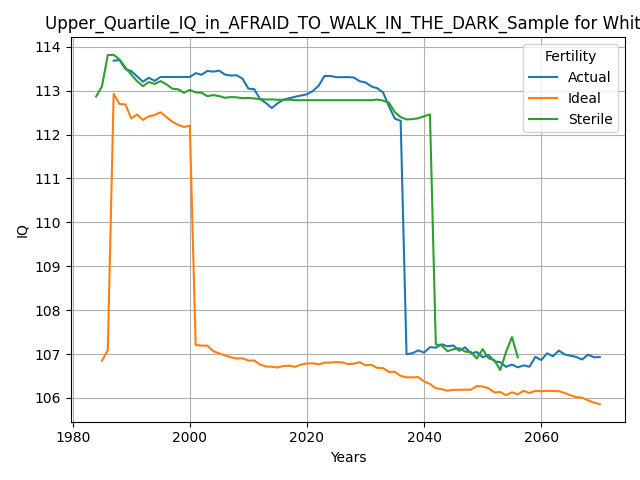 Upper_Quartile_IQ_in_AFRAID_TO_WALK_IN_THE_DARK_Sample for Whit
114
113
112
111
110
109
108
107
106
IQ
Fertility
Actual
Ideal
Sterile
1980
2000
2020
2040
2060
Years